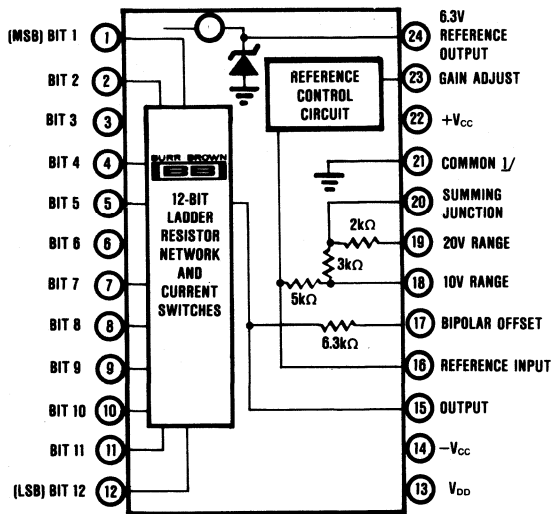 (MSB) BIT 1 1
BIT 2 2
BIT 3 3
BIT 4 4
BIT 5 5
BIT 6 6
BIT 7 7
BIT 8 8
BIT 9 9
BIT 10 10
BIT 11 11
(LSB) BIT 12 12
BURR BROWN
BB
12-BIT
LADDER
RESISTOR
NETWORK
AND
CURRENT
SWITCHES
REFERENCE
CONTROL
CIRCUIT
2kΩ
3kΩ
5kΩ
6.3kΩ
6.3V
24 REFERENCE
OUTPUT
23 GAIN ADJUST
22 +VCC
21 COMMON 1/
20 SUMMING
JUNCTION
19 20V RANGE
18 10V RANGE
17 BIPOLAR OFFSET
16 REFERENCE INPUT
15 OUTPUT
14 -VCC
13 VDD